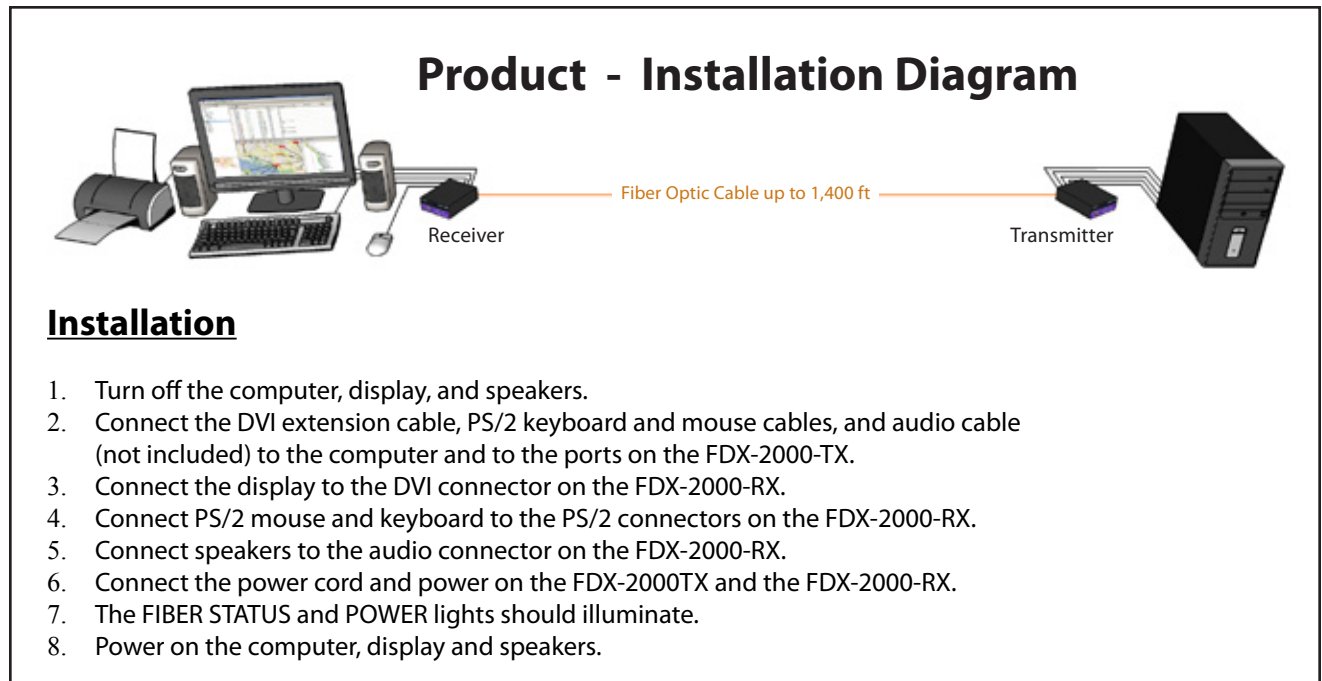 Product - Installation Diagram
Fiber Optic Cable up to 1,400 ft
Receiver
Transmitter
Installation
1. Turn off the computer, display, and speakers.
2. Connect the DVI extension cable, PS/2 keyboard and mouse cables, and audio cable
(not included) to the computer and to the ports on the FDX-2000-TX.
3. Connect the display to the DVI connector on the FDX-2000-RX.
4. Connect PS/2 mouse and keyboard to the PS/2 connectors on the FDX-2000-RX.
5. Connect speakers to the audio connector on the FDX-2000-RX.
6. Connect the power cord and power on the FDX-2000TX and the FDX-2000-RX.
7. The FIBER STATUS and POWER lights should illuminate.
8. Power on the computer, display and speakers.